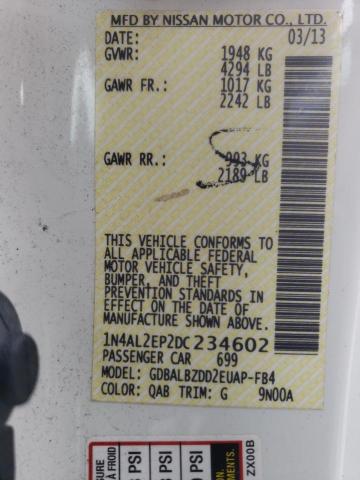 MFD BY NISSAN MOTOR CO., LTD.
DATE: 03/13
GVWR: 1948 KG
4294 LB
GAWR FR.: 1017 KG
2242 LB
GAWR RR.: 993 KG
2189 LB
THIS VEHICLE CONFORMS TO
ALL APPLICABLE FEDERAL
MOTOR VEHICLE SAFETY,
BUMPER, AND THEFT
PREVENTION STANDARDS IN
EFFECT ON THE DATE OF
MANUFACTURE SHOWN ABOVE.
1N4AL2EP2DC234602
PASSENGER CAR 699
MODEL: GDBALBZDD2EUAP-FB4
COLOR: QAB TRIM: G 9N00A
ZX00B
À FROID
PSI
PSI
PSI